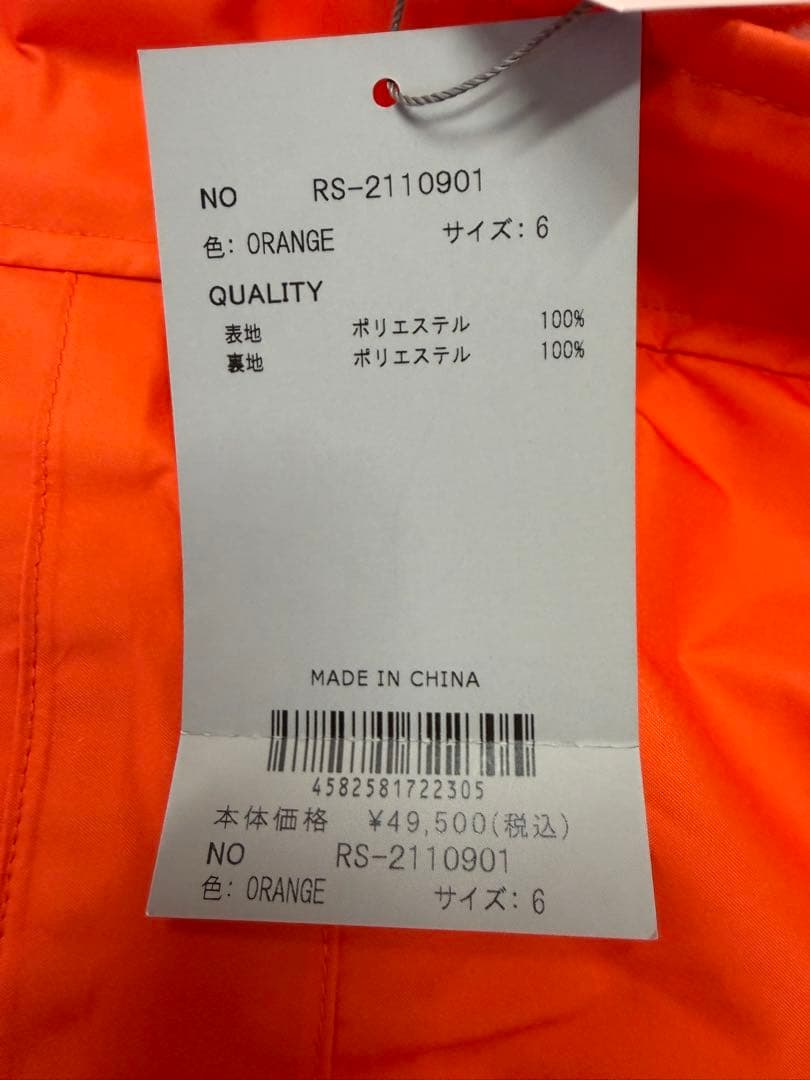 NO RS-2110901
色: ORANGE サイズ: 6
QUALITY
表地 ポリエステル 100%
裏地 ポリエステル 100%
MADE IN CHINA
4582581722305
本体価格 ¥49,500(税込)
NO RS-2110901
色: ORANGE サイズ: 6